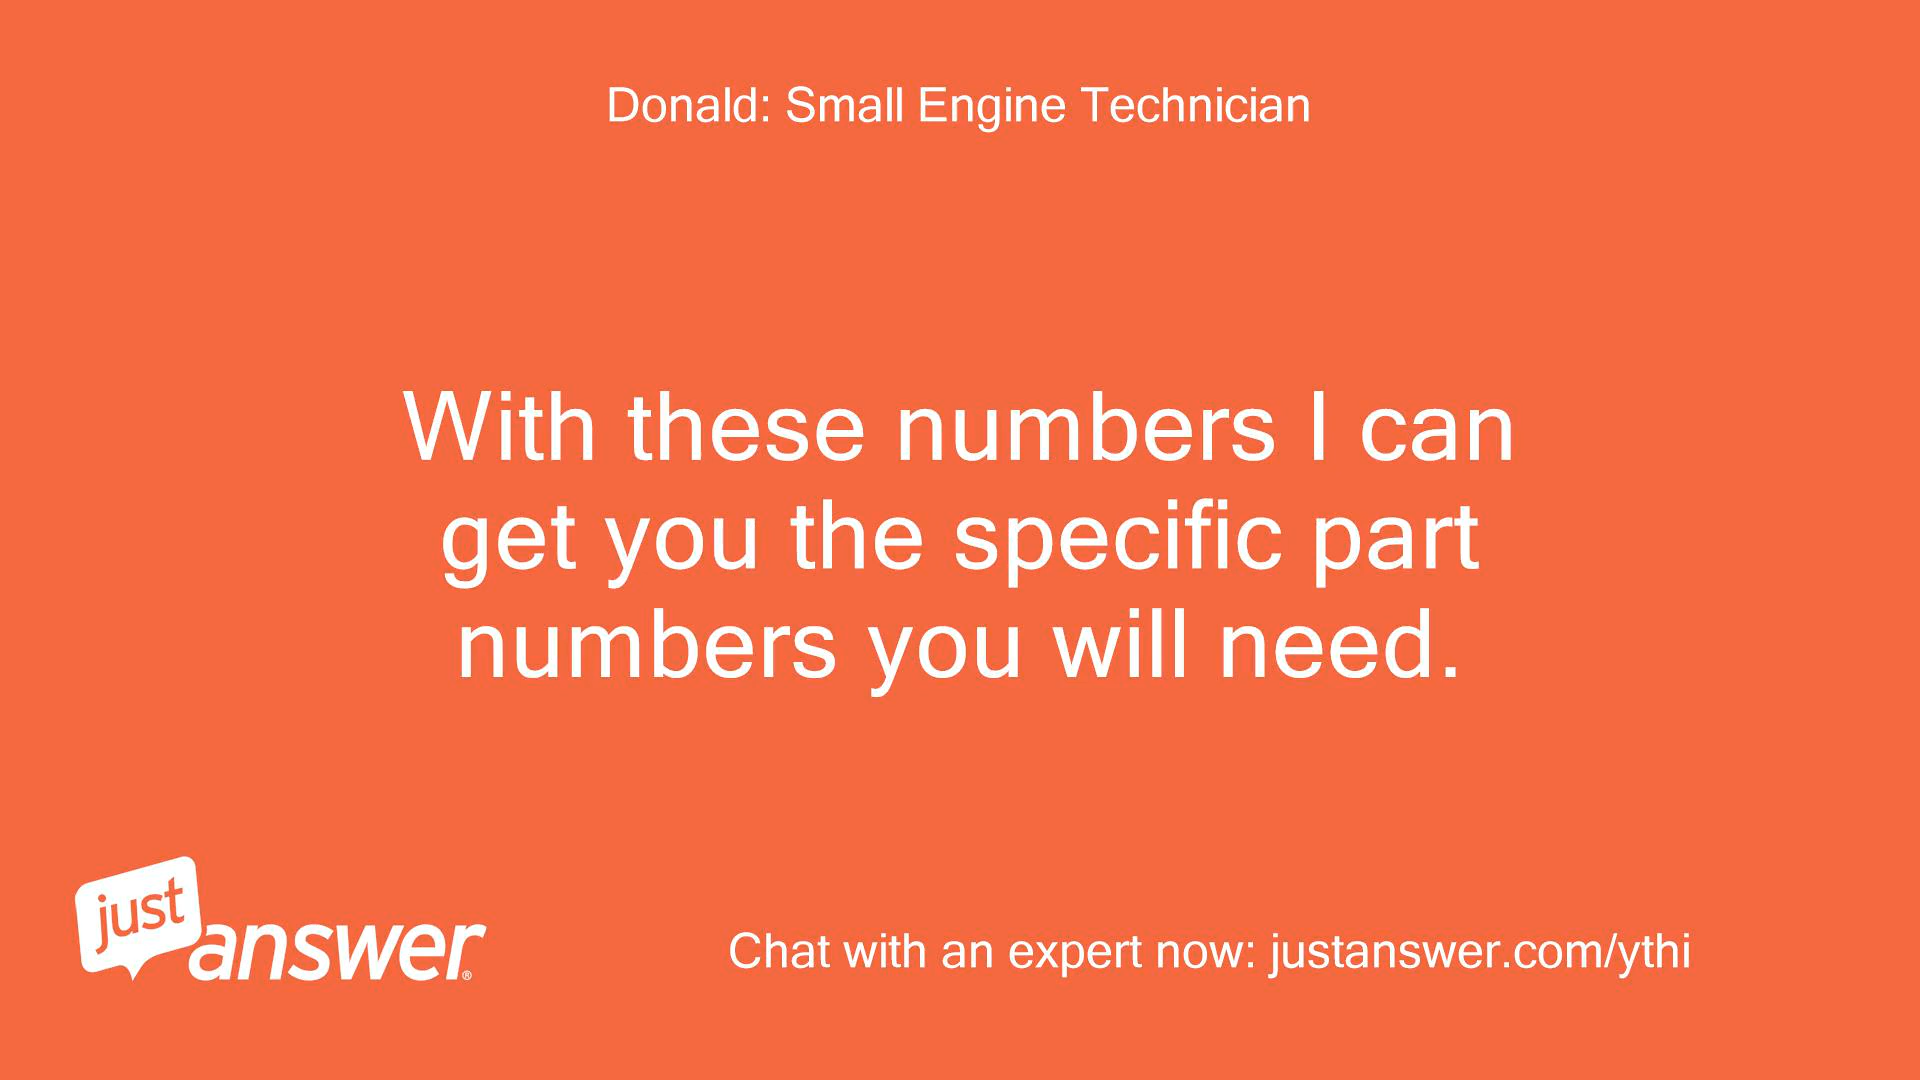 Donald: Small Engine Technician
With these numbers I can
get you the specific part
numbers you will need.
just
answer®
Chat with an expert now: justanswer.com/ythi